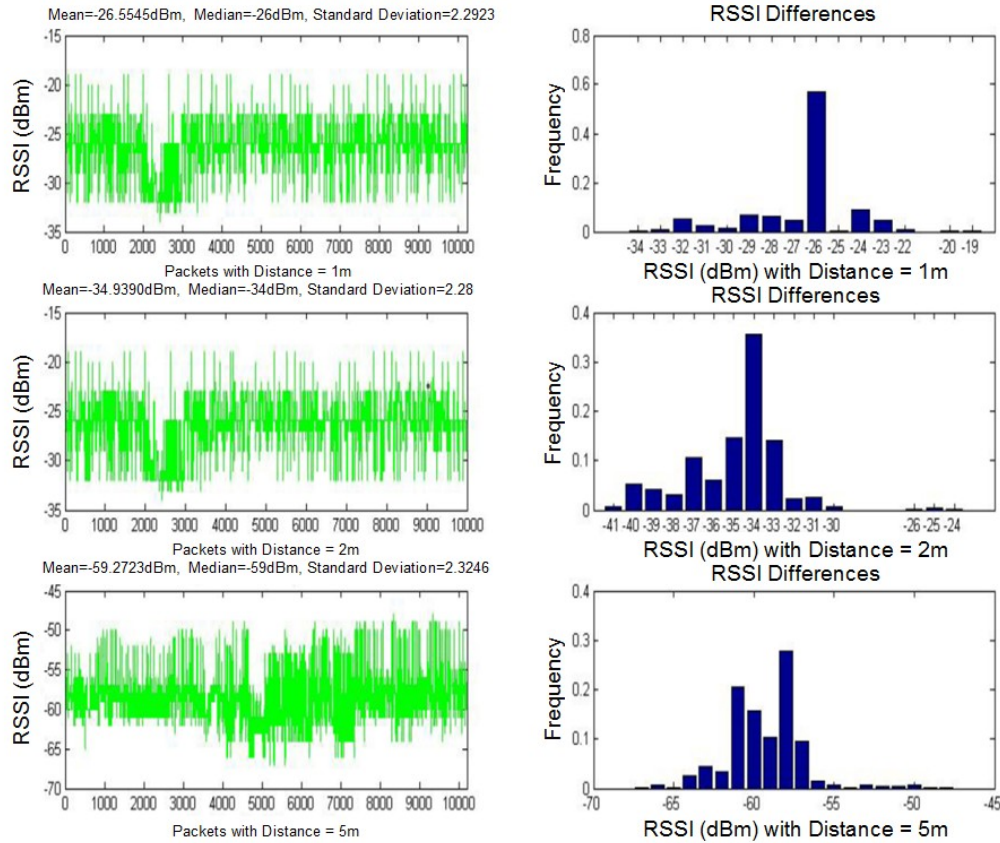 Mean=-26.5545dBm, Median=-26dBm, Standard Deviation=2.2923
RSSI (dBm)
-15
-20
-25
-30
-35
0 1000 2000 3000 4000 5000 6000 7000 8000 9000 10000
Packets with Distance = 1m
RSSI Differences
Frequency
0.8
0.6
0.4
0.2
0
-34 -33 -32 -31 -30 -29 -28 -27 -26 -25 -24 -23 -22 -20 -19
RSSI (dBm) with Distance = 1m
Mean=-34.9390dBm, Median=-34dBm, Standard Deviation=2.28
RSSI (dBm)
-15
-20
-25
-30
-35
0 1000 2000 3000 4000 5000 6000 7000 8000 9000 10000
Packets with Distance = 2m
RSSI Differences
Frequency
0.4
0.3
0.2
0.1
0
-41 -40 -39 -38 -37 -36 -35 -34 -33 -32 -31 -30 -26 -25 -24
RSSI (dBm) with Distance = 2m
Mean=-59.2723dBm, Median=-59dBm, Standard Deviation=2.3246
RSSI (dBm)
-45
-50
-55
-60
-65
-70
0 1000 2000 3000 4000 5000 6000 7000 8000 9000 10000
Packets with Distance = 5m
RSSI Differences
Frequency
0.4
0.3
0.2
0.1
0
-70 -65 -60 -55 -50 -45
RSSI (dBm) with Distance = 5m